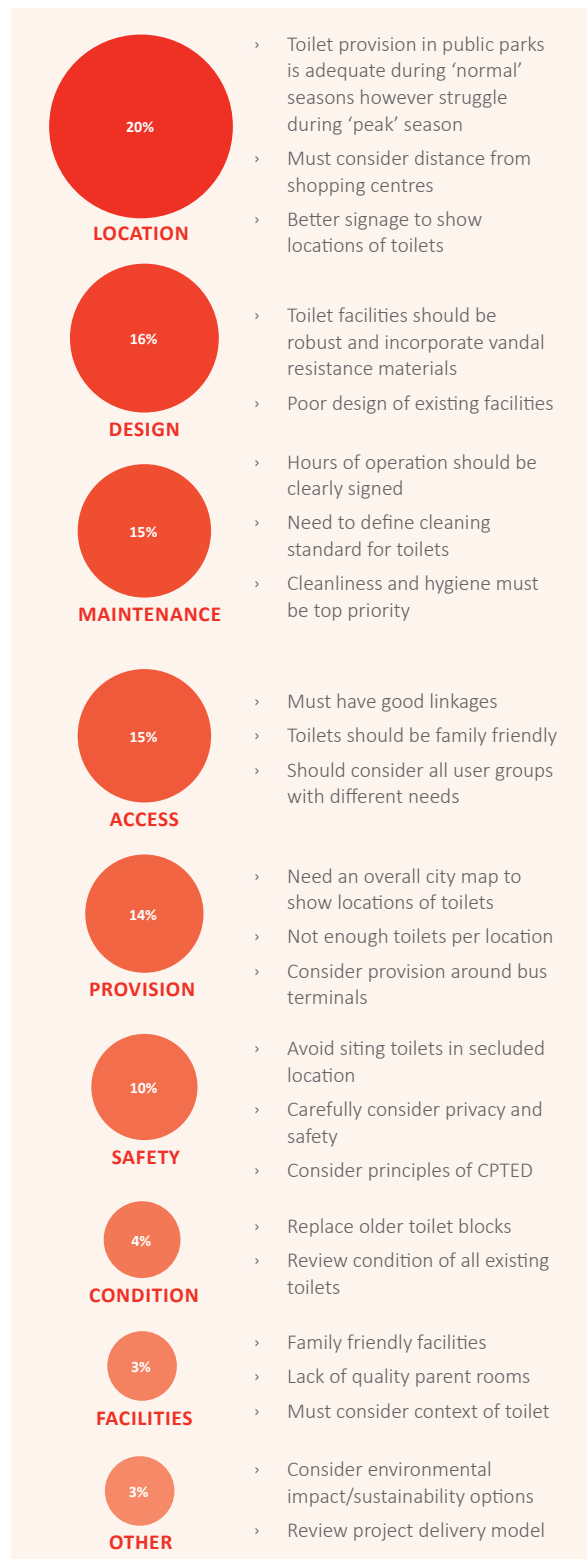 20%
LOCATION
› Toilet provision in public parks
is adequate during ‘normal’
seasons however struggle
during ‘peak’ season
› Must consider distance from
shopping centres
› Better signage to show
locations of toilets
16%
DESIGN
› Toilet facilities should be
robust and incorporate vandal
resistance materials
› Poor design of existing facilities
15%
MAINTENANCE
› Hours of operation should be
clearly signed
› Need to define cleaning
standard for toilets
› Cleanliness and hygiene must
be top priority
15%
ACCESS
› Must have good linkages
› Toilets should be family friendly
› Should consider all user groups
with different needs
14%
PROVISION
› Need an overall city map to
show locations of toilets
› Not enough toilets per location
› Consider provision around bus
terminals
10%
SAFETY
› Avoid siting toilets in secluded
location
› Carefully consider privacy and
safety
› Consider principles of CPTED
4%
CONDITION
› Replace older toilet blocks
› Review condition of all existing
toilets
3%
FACILITIES
› Family friendly facilities
› Lack of quality parent rooms
› Must consider context of toilet
3%
OTHER
› Consider environmental
impact/sustainability options
› Review project delivery model